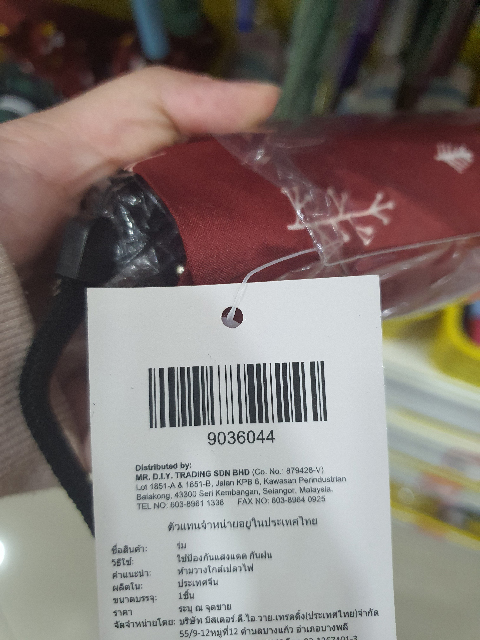 9036044
Distributed by:
MR. D.I.Y. TRADING SDN BHD (Co. No.: 879426-V)
Lot 1851-A & 1651-B, Jalan KPB 6, Kawasan Perindustrian
Balakong, 43300 Seri Kembangan, Selangor, Malaysia.
TEL NO: 603-8961 1338 FAX NO: 603-8964 0925
ตัวแทนจำหน่ายอยู่ในประเทศไทย
ชื่อสินค้า: ร่ม
วิธีใช้: ใช้ป้องกันแสงแดด กันฝน
คำแนะนำ: ห้ามวางใกล้เปลวไฟ
ผลิตใน: ประเทศจีน
ขนาดบรรจุ: 1ชิ้น
ราคา ระบุ ณ จุดขาย
จัดจำหน่ายโดย: บริษัท มิสเตอร์.ดี.ไอ.วาย.เทรดดิ้ง(ประเทศไทย)จำกัด
55/9-12หมู่ที่12 ตำบลบางแก้ว อำเภอบางพลี